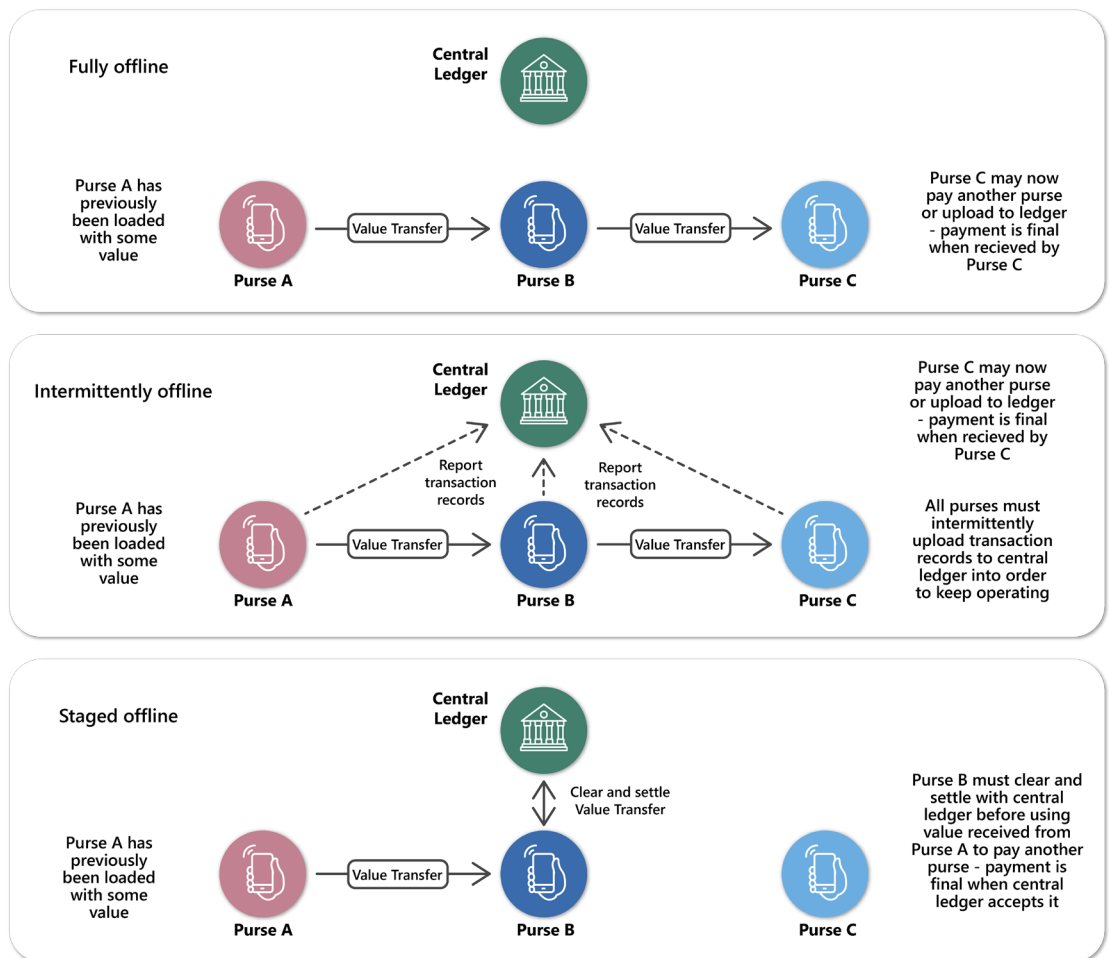 Fully offline
Central
Ledger
Purse A has
previously
been loaded
with some
value
Value Transfer
Value Transfer
Purse A
Purse B
Purse C
Purse C may now
pay another purse
or upload to ledger
- payment is final
when recieved by
Purse C
Intermittently offline
Central
Ledger
Purse C may now
pay another purse
or upload to ledger
- payment is final
when recieved by
Purse C
Report
transaction
records
Report
transaction
records
Purse A has
previously
been loaded
with some
value
Value Transfer
Value Transfer
Purse A
Purse B
Purse C
All purses must
intermittently
upload transaction
records to central
ledger into order
to keep operating
Staged offline
Central
Ledger
Clear and settle
Value Transfer
Purse A has
previously
been loaded
with some
value
Value Transfer
Purse A
Purse B
Purse C
Purse B must clear and
settle with central
ledger before using
value received from
Purse A to pay another
purse - payment is
final when central
ledger accepts it